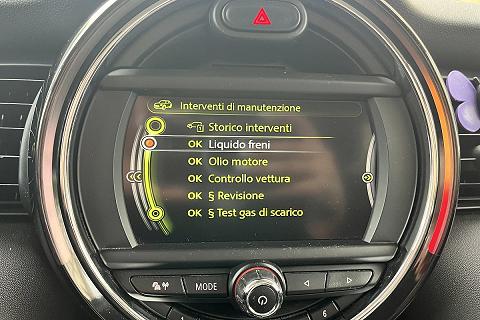 Interventi di manutenzione
Storico interventi
OK Liquido freni
OK Olio motore
OK Controllo vettura
OK § Revisione
OK § Test gas di scarico
MODE
6